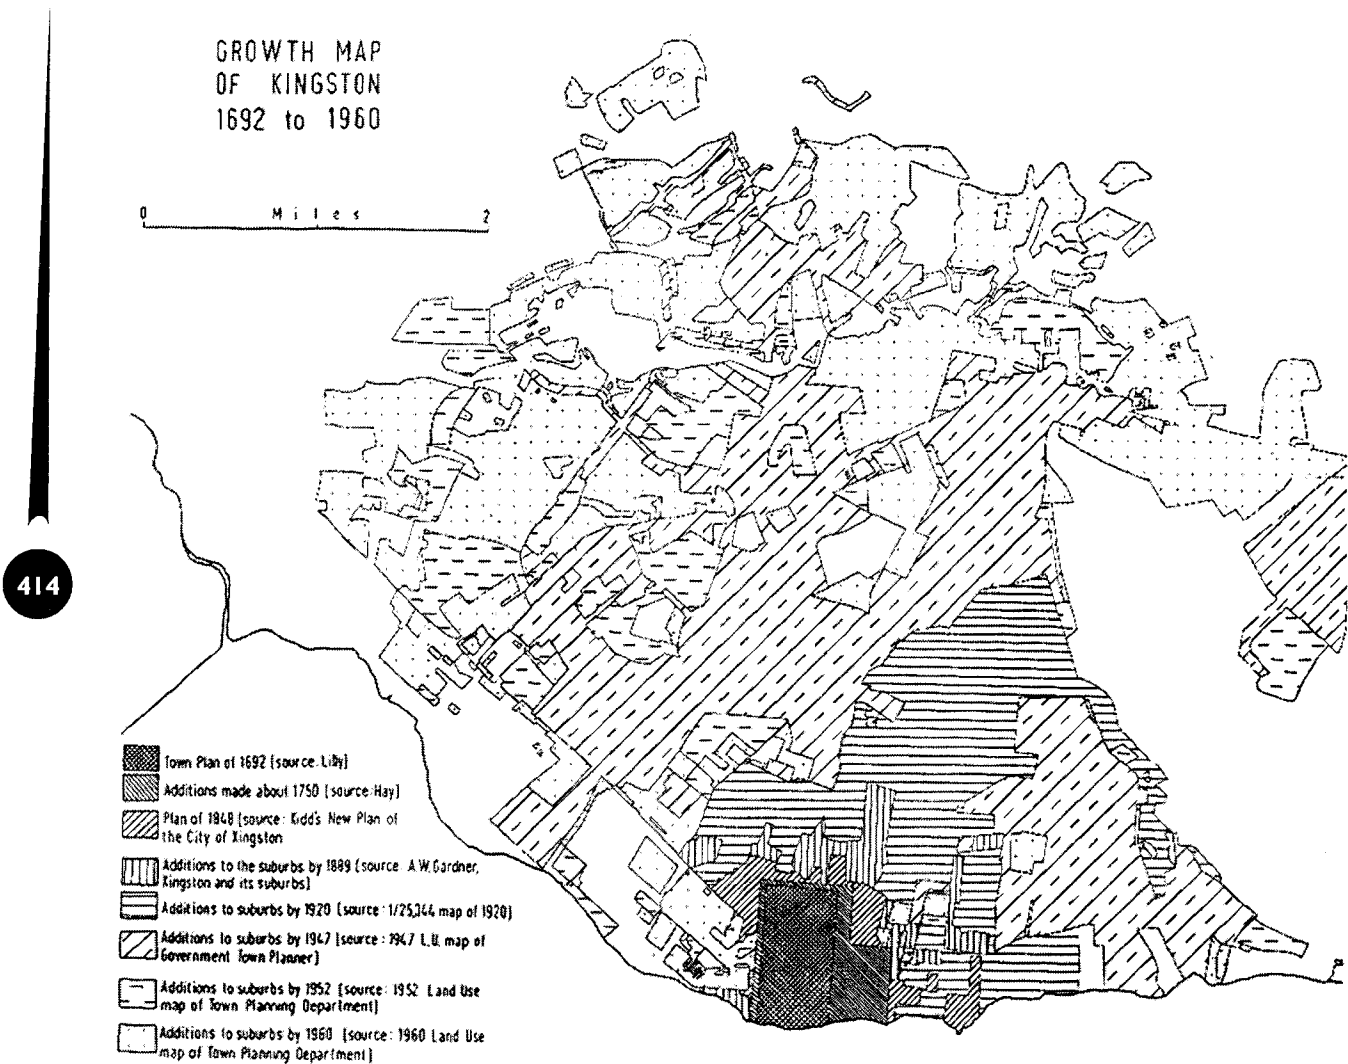 GROWTH MAP
OF KINGSTON
1692 to 1960
0 Miles 2
414
Town Plan of 1692 (source: Lilly)
Additions made about 1750 (source: Hay)
Plan of 1848 (source: Kidd's New Plan of
the City of Kingston
Additions to the suburbs by 1889 (source A.W. Gardner,
Kingston and its suburbs)
Additions to suburbs by 1920 (source: 1/25,344 map of 1920)
Additions to suburbs by 1947 (source: 1947 L.U. map of
Government Town Planner)
Additions to suburbs by 1952 (source: 1952 Land Use
map of Town Planning Department)
Additions to suburbs by 1960 (source: 1960 Land Use
map of Town Planning Department)